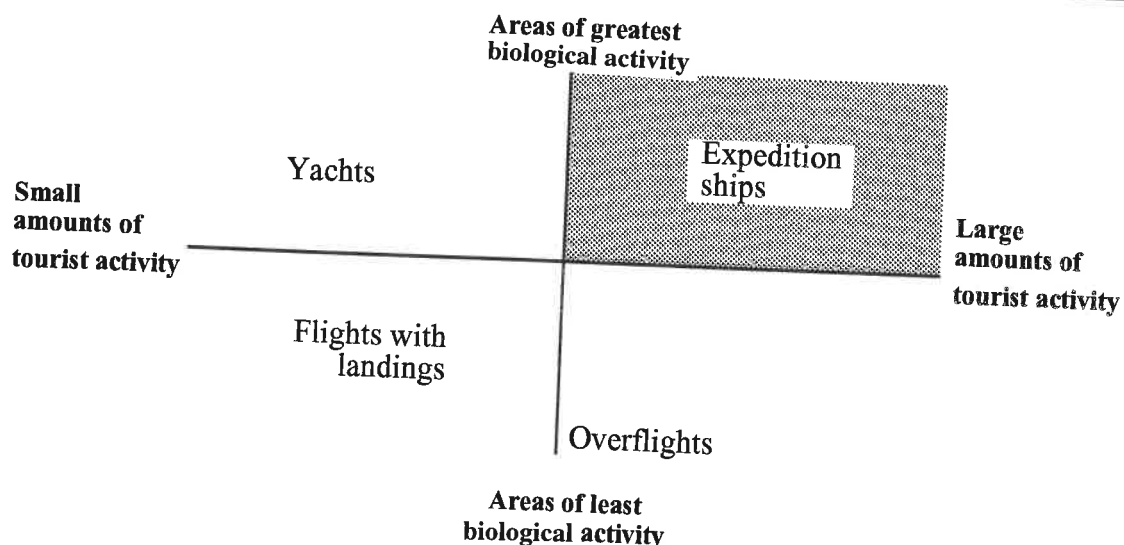 Areas of greatest
biological activity
Yachts
Expedition
ships
Small
amounts of
tourist activity
Large
amounts of
tourist activity
Flights with
landings
Overflights
Areas of least
biological activity